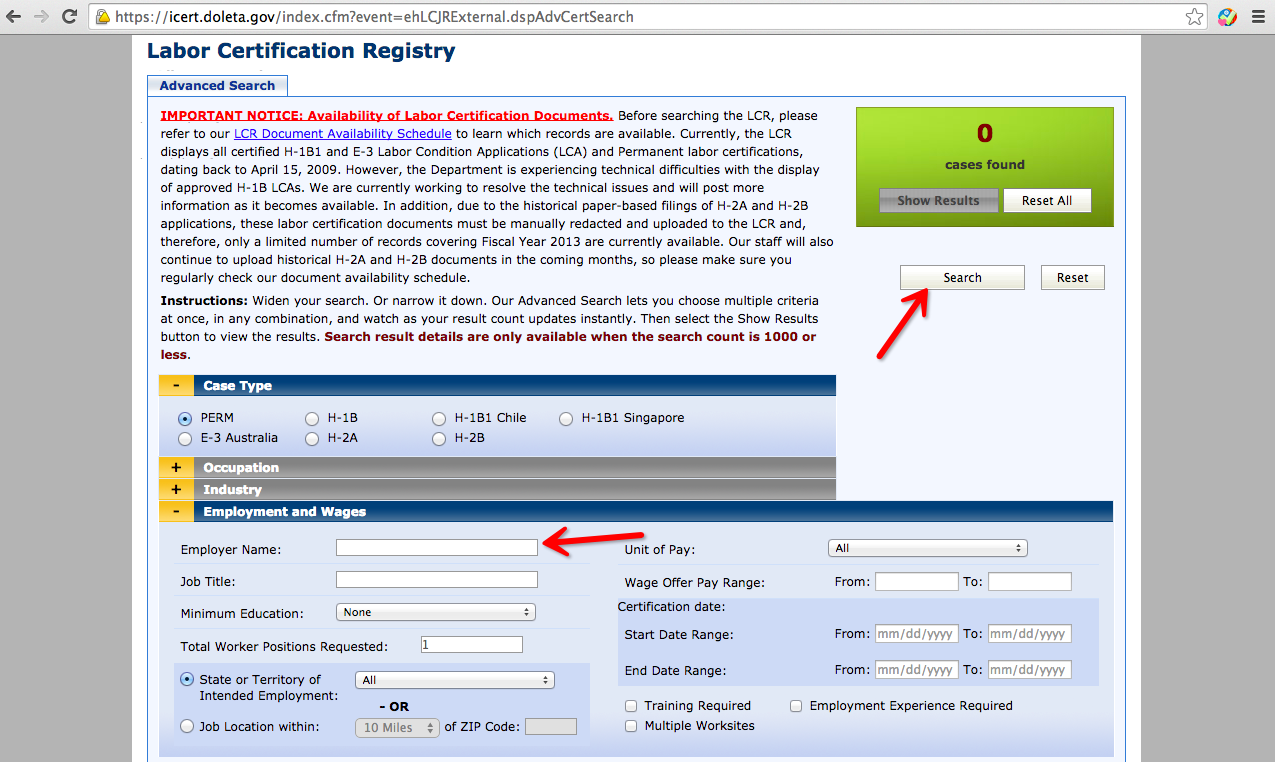 https://icert.doleta.gov/index.cfm?event=ehLCJRExternal.dspAdvCertSearch
Labor Certification Registry
Advanced Search
IMPORTANT NOTICE: Availability of Labor Certification Documents. Before searching the LCR, please
refer to our LCR Document Availability Schedule to learn which records are available. Currently, the LCR
displays all certified H-1B1 and E-3 Labor Condition Applications (LCA) and Permanent labor certifications,
dating back to April 15, 2009. However, the Department is experiencing technical difficulties with the display
of approved H-1B LCAs. We are currently working to resolve the technical issues and will post more
information as it becomes available. In addition, due to the historical paper-based filings of H-2A and H-2B
applications, these labor certification documents must be manually redacted and uploaded to the LCR and,
therefore, only a limited number of records covering Fiscal Year 2013 are currently available. Our staff will also
continue to upload historical H-2A and H-2B documents in the coming months, so please make sure you
regularly check our document availability schedule.
Instructions: Widen your search. Or narrow it down. Our Advanced Search lets you choose multiple criteria
at once, in any combination, and watch as your result count updates instantly. Then select the Show Results
button to view the results. Search result details are only available when the search count is 1000 or
less.
0
cases found
Show Results Reset All
Search Reset
- Case Type
PERM H-1B H-1B1 Chile H-1B1 Singapore
E-3 Australia H-2A H-2B
+ Occupation
+ Industry
- Employment and Wages
Employer Name:
Job Title:
Minimum Education: None
Total Worker Positions Requested: 1
State or Territory of All
Intended Employment:
- OR
Job Location within: 10 Miles of ZIP Code:
Unit of Pay: All
Wage Offer Pay Range: From: To:
Certification date:
Start Date Range: From: mm/dd/yyyy To: mm/dd/yyyy
End Date Range: From: mm/dd/yyyy To: mm/dd/yyyy
Training Required Employment Experience Required
Multiple Worksites